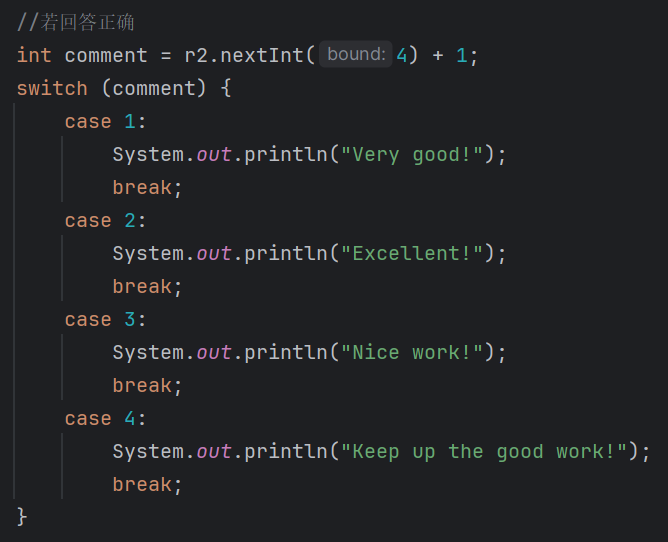 //若回答正确
int comment = r2.nextInt( bound: 4) + 1;
switch (comment) {
    case 1:
        System.out.println("Very good!");
        break;
    case 2:
        System.out.println("Excellent!");
        break;
    case 3:
        System.out.println("Nice work!");
        break;
    case 4:
        System.out.println("Keep up the good work!");
        break;
}